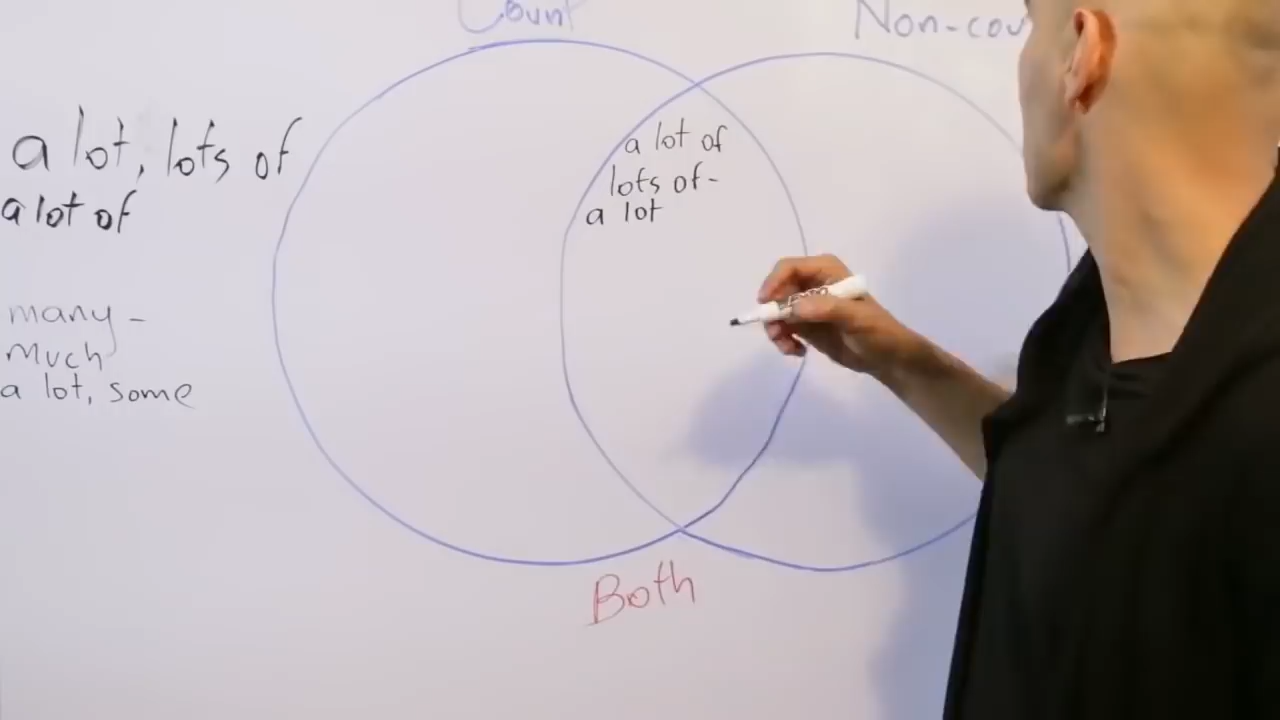 Count
Non-cou
a lot, lots of
a lot of
many -
Much
a lot, some
a lot of
lots of -
a lot
Both